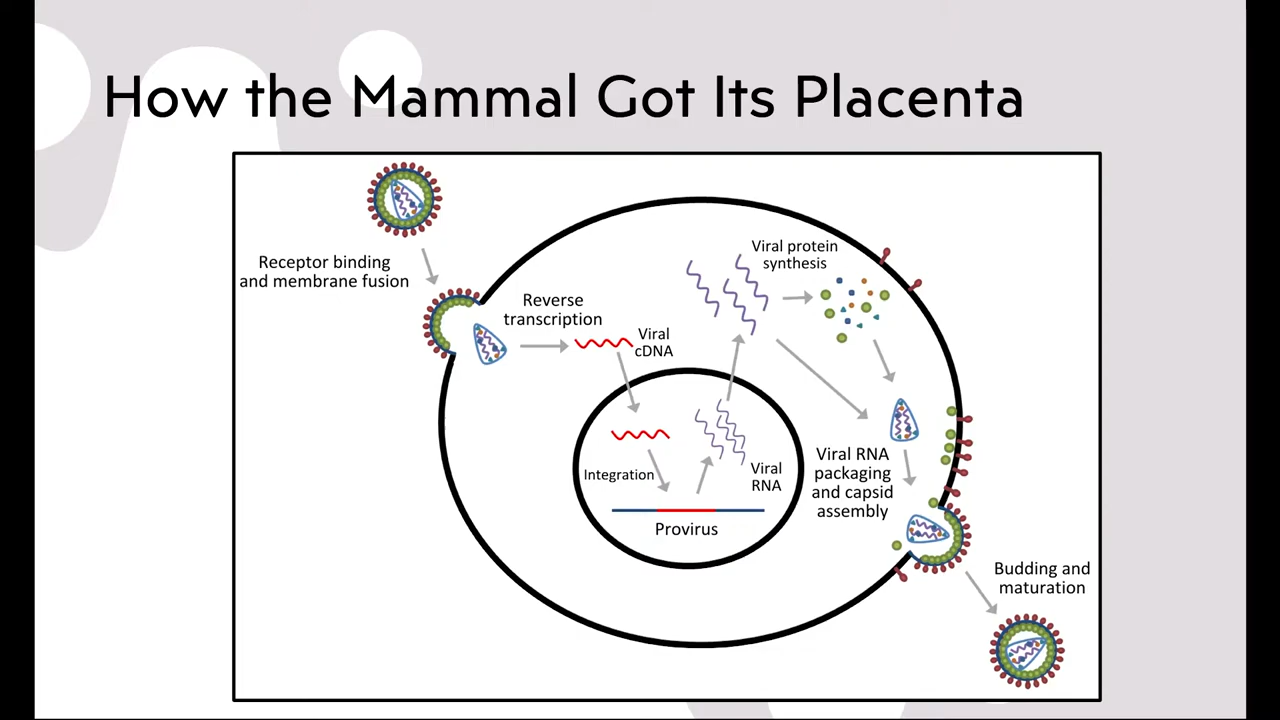 How the Mammal Got Its Placenta
Receptor binding
and membrane fusion
Reverse
transcription
Viral
cDNA
Integration
Provirus
Viral
RNA
Viral protein
synthesis
Viral RNA
packaging
and capsid
assembly
Budding and
maturation